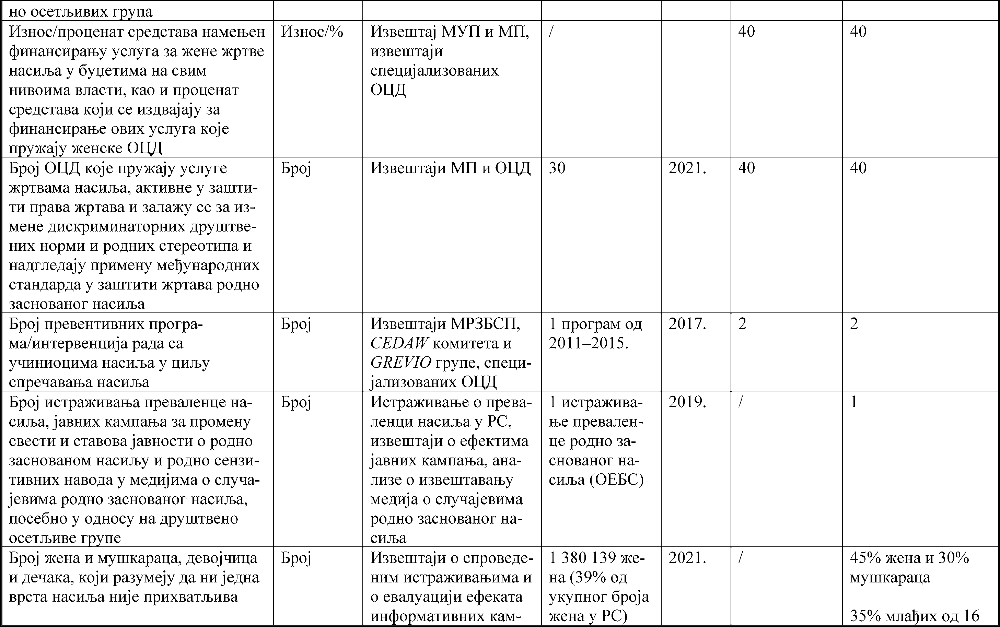 но осетљивих група
Износ/проценат средстава намењен
финансирању услуга за жене жртве
насиља у буџетима на свим
нивоима власти, као и проценат
средстава који се издвајају за
финансирање ових услуга које
пружају женске ОЦД
Износ/%
Извештај МУП и МП,
извештаји
специјализованих
ОЦД
/
40
40
Број ОЦД које пружају услуге
жртвама насиља, активне у зашти-
ти права жртава и залажу се за из-
мене дискриминаторних друштве-
них норми и родних стереотипа и
надгледају примену међународних
стандарда у заштити жртава родно
заснованог насиља
Број
Извештаји МП и ОЦД
30
2021.
40
40
Број превентивних програ-
ма/интервенција рада са
учиниоцима насиља у циљу
спречавања насиља
Број
Извештаји МРЗБСП,
CEDAW комитета и
GREVIO групе, специ-
јализованих ОЦД
1 програм од
2011–2015.
2017.
2
2
Број истраживања преваленце на-
сиља, јавних кампања за промену
свести и ставова јавности о родно
заснованом насиљу и родно сензи-
тивних навода у медијима о случа-
јевима родно заснованог насиља,
посебно у односу на друштвено
осетљиве групе
Број
Истраживање о прева-
ленци насиља у РС,
извештаји о ефектима
јавних кампања, ана-
лизе о извештавању
медија о случајевима
родно заснованог на-
сиља
1 истражива-
ње превален-
це родно за-
снованог на-
сиља (ОЕБС)
2019.
/
1
Број жена и мушкараца, девојчица
и дечака, који разумеју да ни једна
врста насиља није прихватљива
Број
Извештаји о спроведе-
ним истраживањима и
о евалуацији ефеката
информативних кам-
1 380 139 же-
на (39% од
укупног броја
жена у РС)
2021.
/
45% жена и 30%
мушкараца
35% млађих од 16